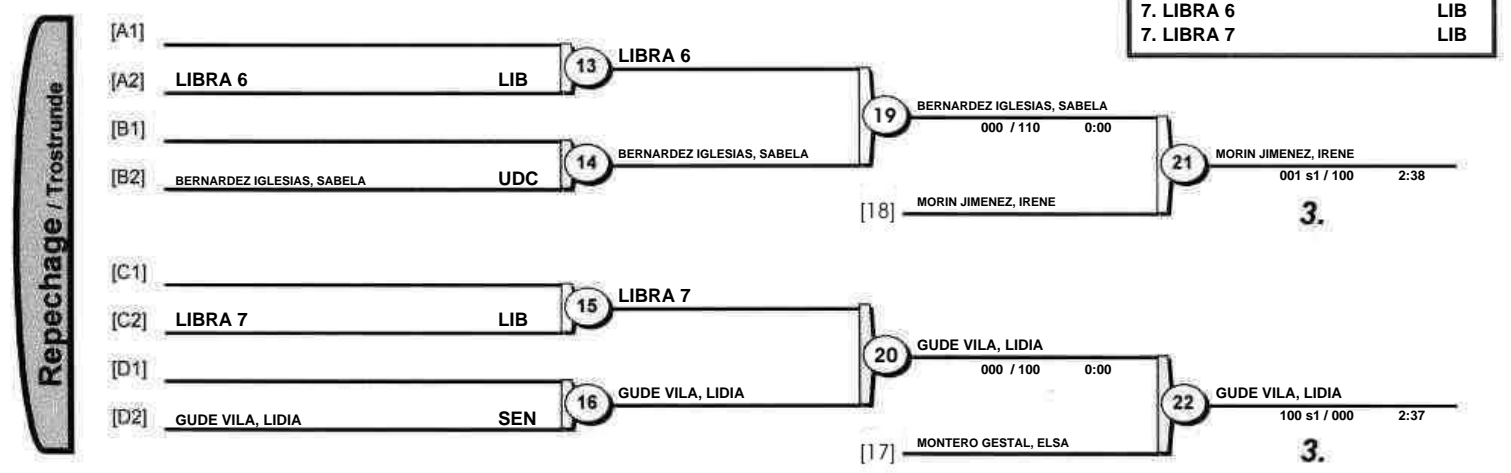 7. LIBRA 6 LIB
7. LIBRA 7 LIB
Repechage / Trostrunde
[A1]
[A2] LIBRA 6 LIB
13 LIBRA 6
[B1]
[B2] BERNARDEZ IGLESIAS, SABELA UDC
14 BERNARDEZ IGLESIAS, SABELA
19 BERNARDEZ IGLESIAS, SABELA
000 / 110 0:00
[18] MORIN JIMENEZ, IRENE
21 MORIN JIMENEZ, IRENE
001 s1 / 100 2:38
3.
[C1]
[C2] LIBRA 7 LIB
15 LIBRA 7
[D1]
[D2] GUDE VILA, LIDIA SEN
16 GUDE VILA, LIDIA
20 GUDE VILA, LIDIA
000 / 100 0:00
[17] MONTERO GESTAL, ELSA
22 GUDE VILA, LIDIA
100 s1 / 000 2:37
3.